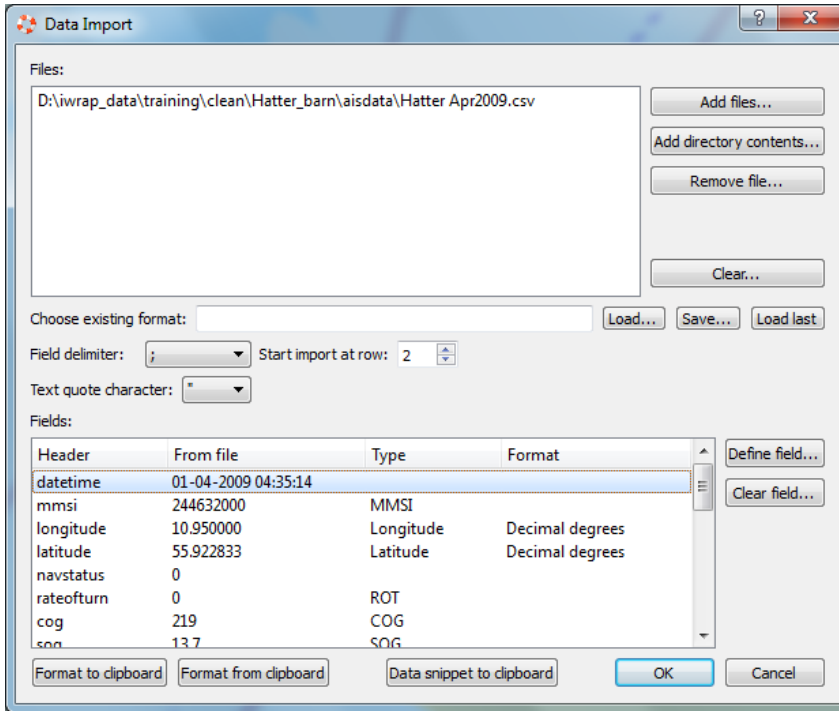 Data Import
Files:
D:\iwrap_data\training\clean\Hatter_barn\aisdata\Hatter Apr2009.csv
Add files...
Add directory contents...
Remove file...
Clear...
Choose existing format: Load... Save... Load last
Field delimiter: ; Start import at row: 2
Text quote character: "
Fields:
Header From file Type Format
datetime 01-04-2009 04:35:14
mmsi 244632000 MMSI
longitude 10.950000 Longitude Decimal degrees
latitude 55.922833 Latitude Decimal degrees
navstatus 0
rateofturn 0 ROT
cog 219 COG
sog 13.7 SOG
Define field...
Clear field...
Format to clipboard Format from clipboard Data snippet to clipboard OK Cancel